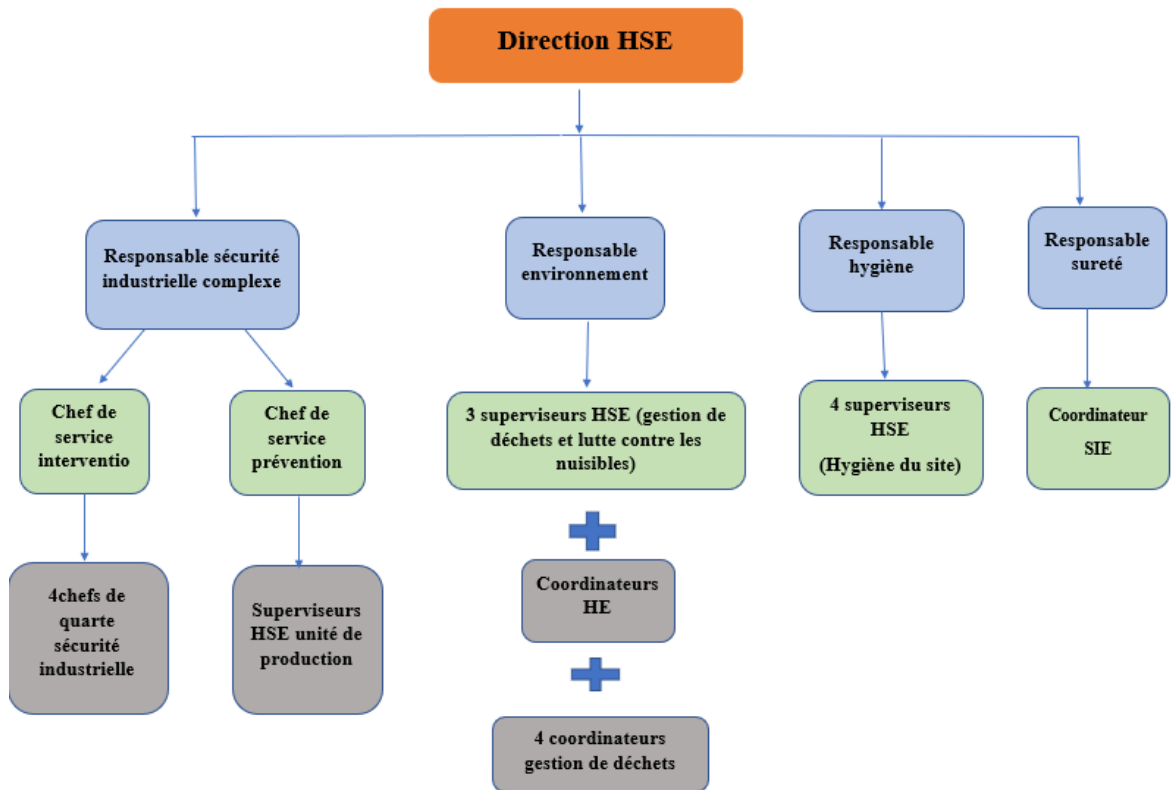 Direction HSE
Responsable sécurité
industrielle complexe
Responsable
environnement
Responsable
hygiène
Responsable
sureté
Chef de
service
interventio
Chef de
service
prévention
3 superviseurs HSE (gestion de
déchets et lutte contre les
nuisibles)
4 superviseurs
HSE
(Hygiène du site)
Coordinateur
SIE
4chefs de
quarte
sécurité
industrielle
Superviseurs
HSE unité de
production
Coordinateurs
HE
4 coordinateurs
gestion de déchets